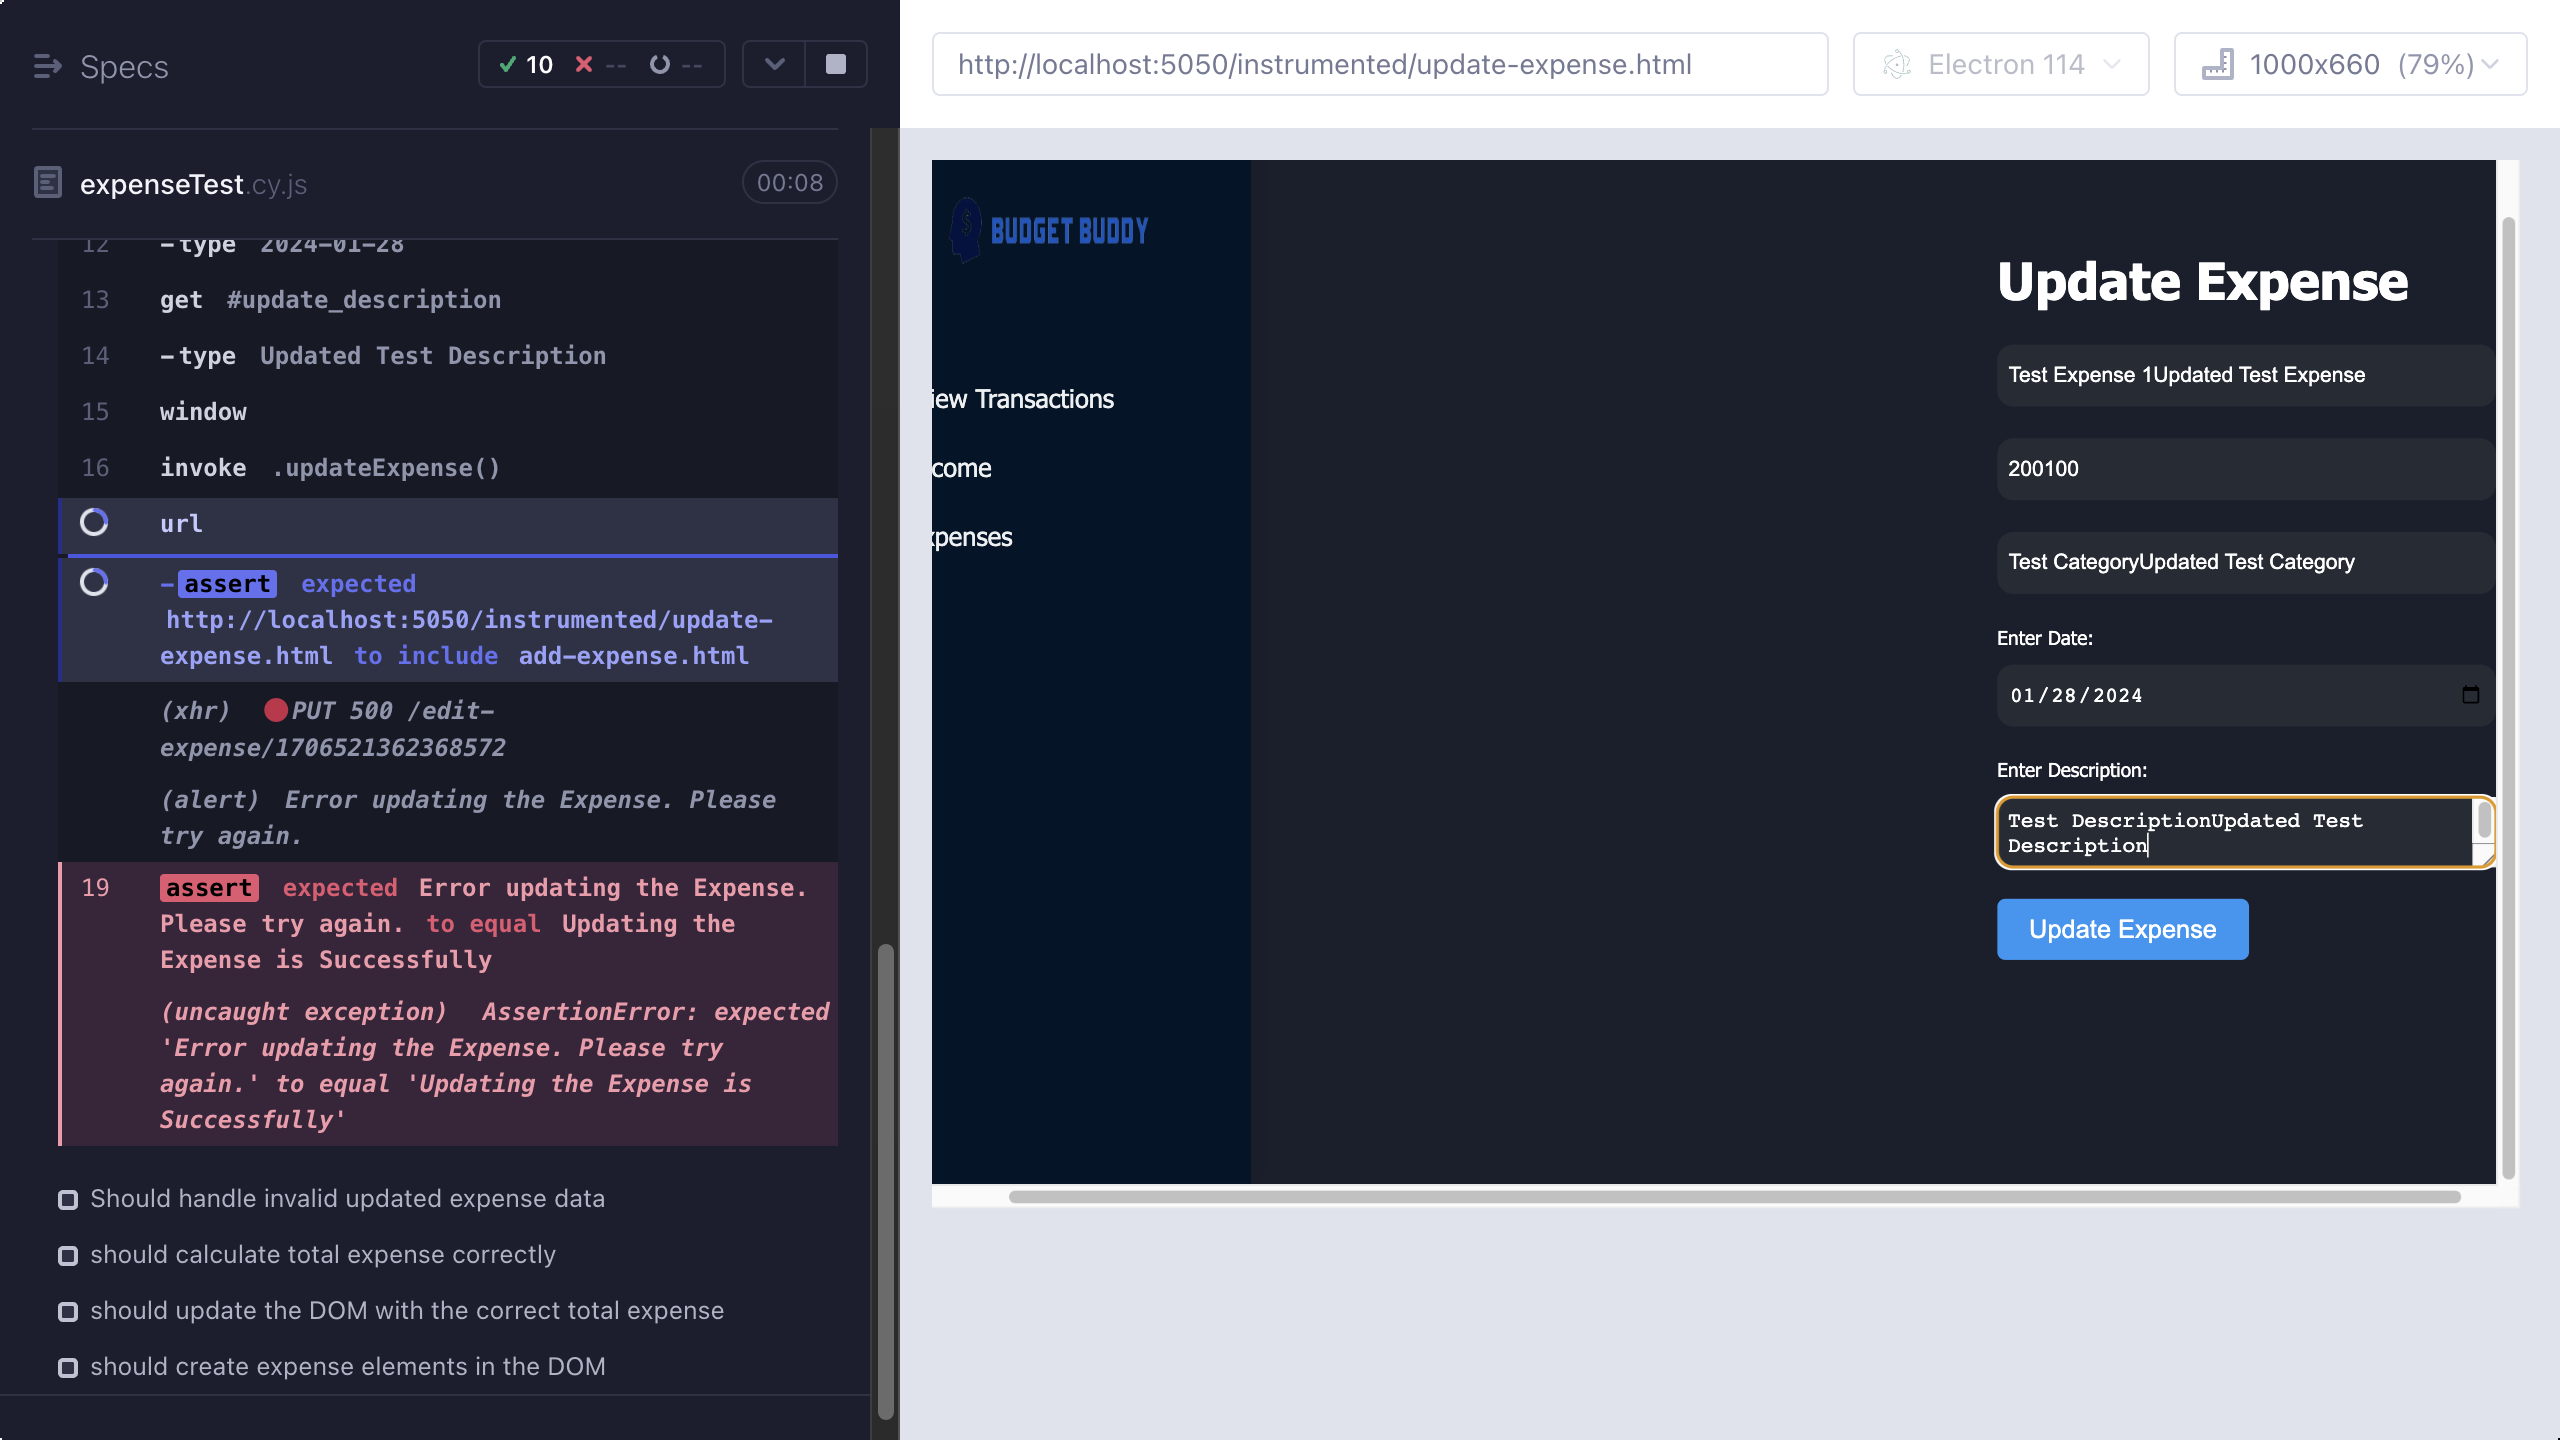 Specs
10 -- --
expenseTest.cy.js 00:08
12 -type 2024-01-28
13 get #update_description
14 -type Updated Test Description
15 window
16 invoke .updateExpense()
url
-assert expected
http://localhost:5050/instrumented/update-
expense.html to include add-expense.html
(xhr) PUT 500 /edit-
expense/1706521362368572
(alert) Error updating the Expense. Please
try again.
19 assert expected Error updating the Expense.
Please try again. to equal Updating the
Expense is Successfully
(uncaught exception) AssertionError: expected
'Error updating the Expense. Please try
again.' to equal 'Updating the Expense is
Successfully'
Should handle invalid updated expense data
should calculate total expense correctly
should update the DOM with the correct total expense
should create expense elements in the DOM
http://localhost:5050/instrumented/update-expense.html
Electron 114
1000x660 (79%)
BUDGET BUDDY
iew Transactions
come
xpenses
Update Expense
Test Expense 1Updated Test Expense
200100
Test CategoryUpdated Test Category
Enter Date:
01/28/2024
Enter Description:
Test DescriptionUpdated Test
Description
Update Expense